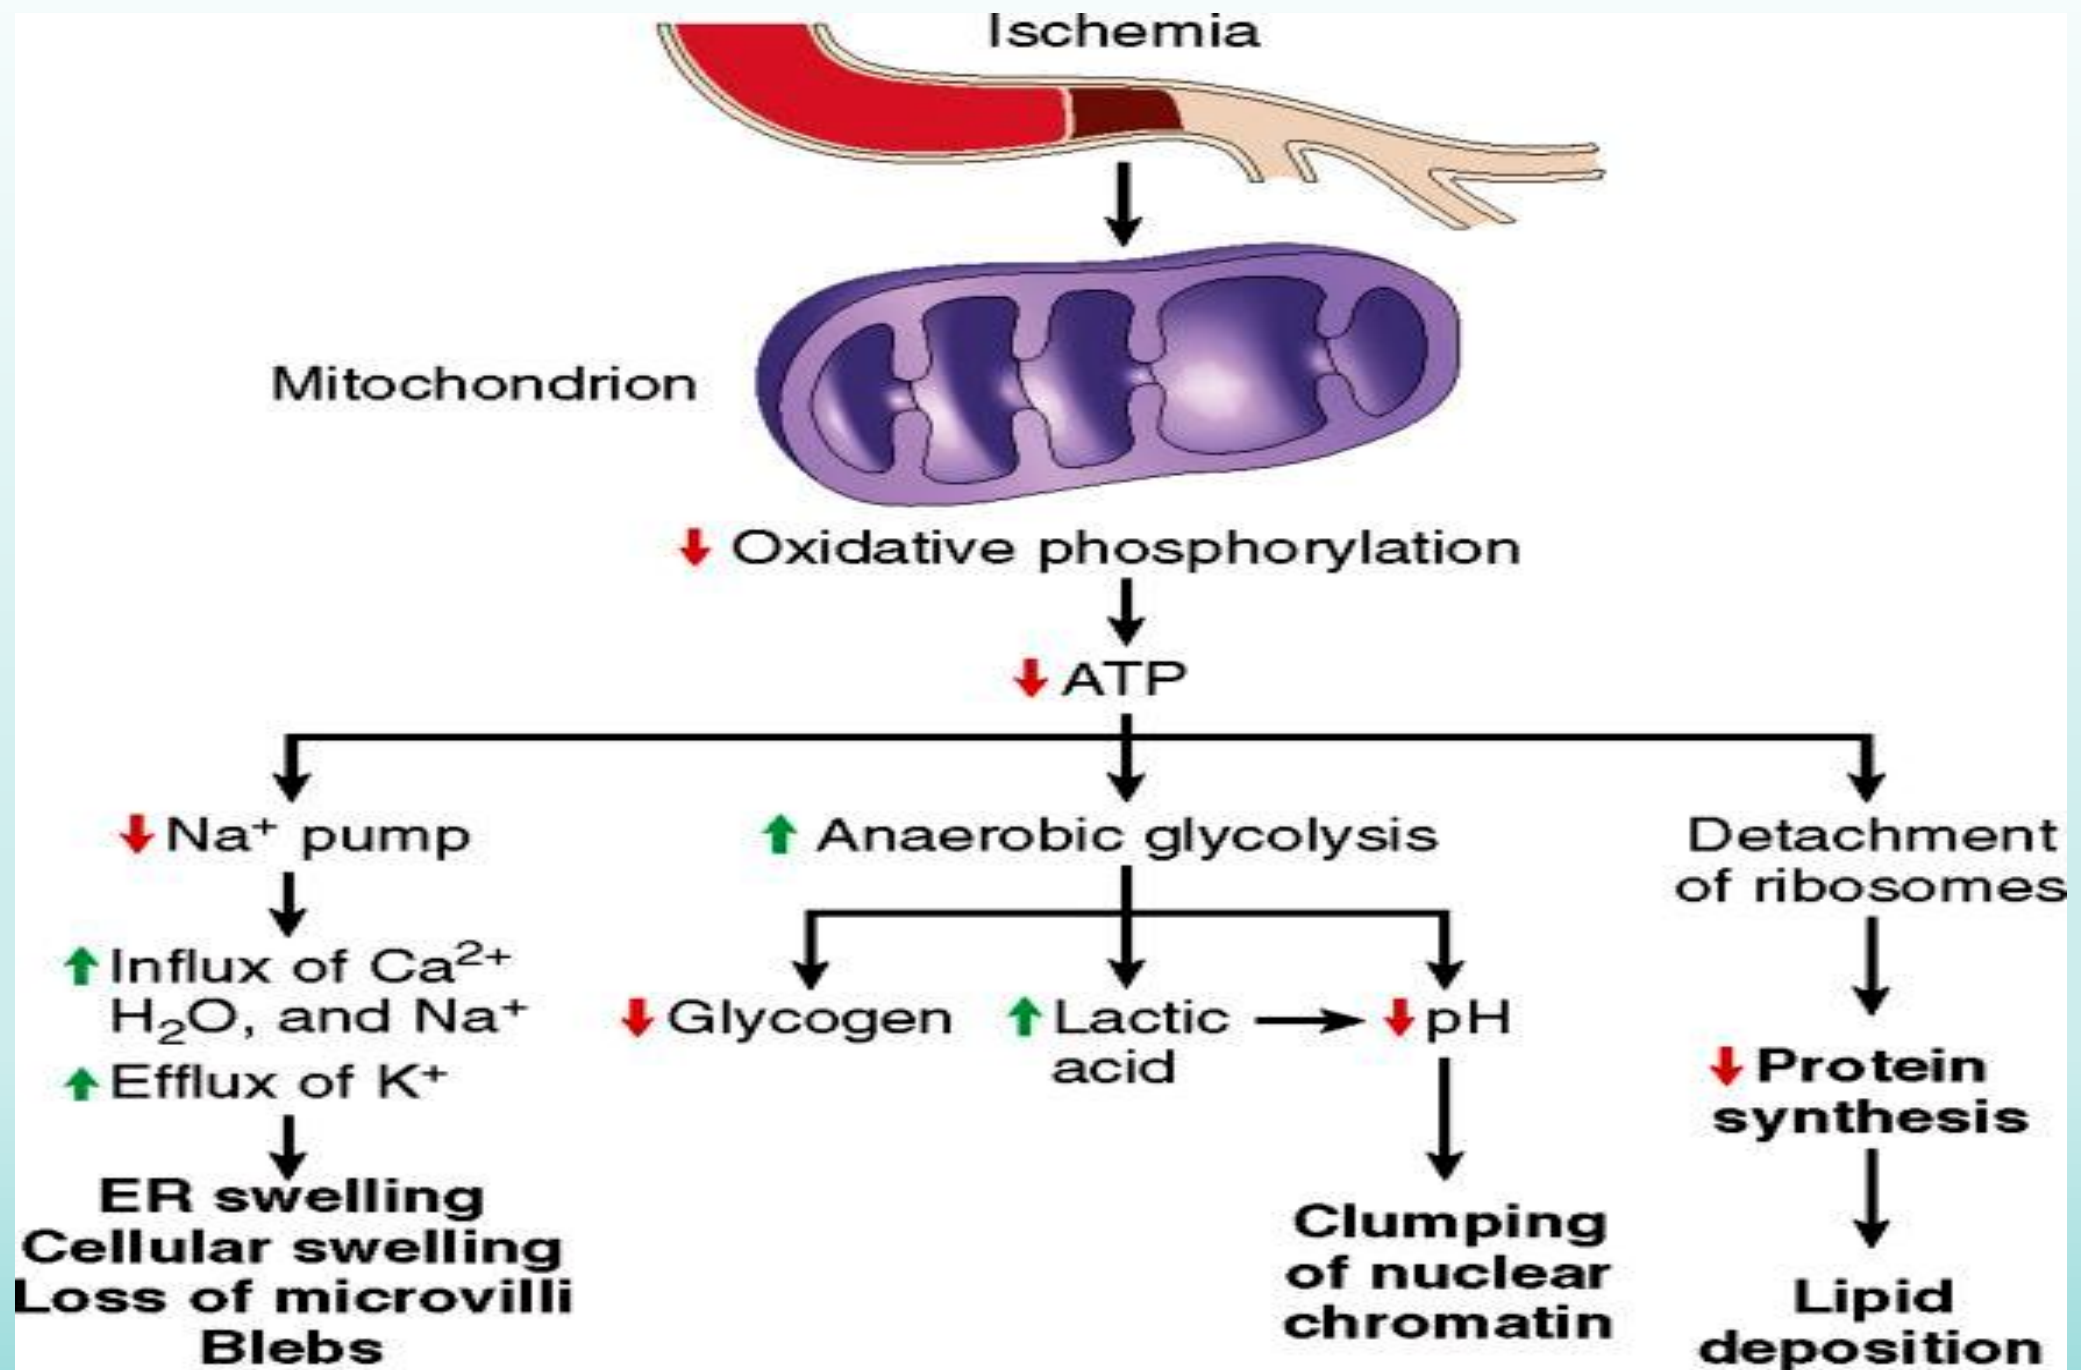 Ischemia
Mitochondrion
Oxidative phosphorylation
ATP
Na⁺ pump
Influx of Ca²⁺
H₂O, and Na⁺
Efflux of K⁺
ER swelling
Cellular swelling
Loss of microvilli
Blebs
Anaerobic glycolysis
Glycogen
Lactic
acid
pH
Clumping
of nuclear
chromatin
Detachment
of ribosomes
Protein
synthesis
Lipid
deposition